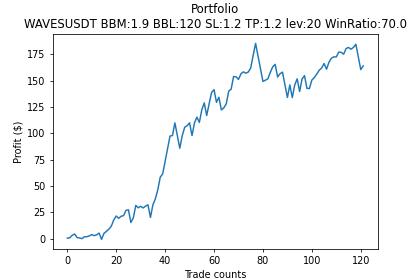 Portfolio
WAVESUSDT BBM:1.9 BBL:120 SL:1.2 TP:1.2 lev:20 WinRatio:70.0
175
150
125
100
75
50
25
0
Profit ($)
0 20 40 60 80 100 120
Trade counts